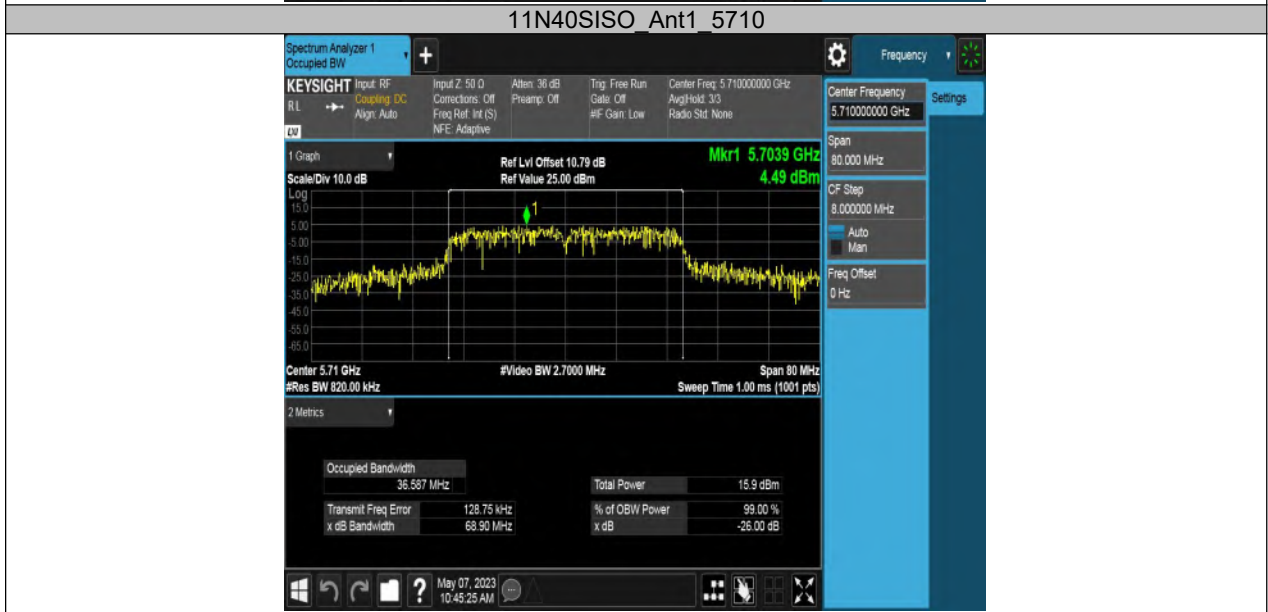 11N40SISO_Ant1_5710
Spectrum Analyzer 1
Occupied BW
+
Frequency
KEYSIGHT
Input: RF
Input Z: 50 Ω
Atten: 36 dB
Trig: Free Run
Center Freq: 5.710000000 GHz
RL
Coupling: DC
Corrections: Off
Preamp: Off
Gate: Off
Avg|Hold: 3/3
Align: Auto
Freq Ref: Int (S)
#IF Gain: Low
Radio Std: None
NFE: Adaptive
Center Frequency
5.710000000 GHz
Settings
Span
80.000 MHz
CF Step
8.000000 MHz
Auto
Man
Freq Offset
0 Hz
1 Graph
Ref Lvl Offset 10.79 dB
Mkr1 5.7039 GHz
Scale/Div 10.0 dB
Ref Value 25.00 dBm
4.49 dBm
Log
15.0
5.00
-5.00
-15.0
-25.0
-35.0
-45.0
-55.0
-65.0
1
Center 5.71 GHz
#Video BW 2.7000 MHz
Span 80 MHz
#Res BW 820.00 kHz
Sweep Time 1.00 ms (1001 pts)
2 Metrics
Occupied Bandwidth
36.587 MHz
Total Power 15.9 dBm
Transmit Freq Error 128.75 kHz
% of OBW Power 99.00 %
x dB Bandwidth 68.90 MHz
x dB -26.00 dB
?
May 07, 2023
10:45:25 AM